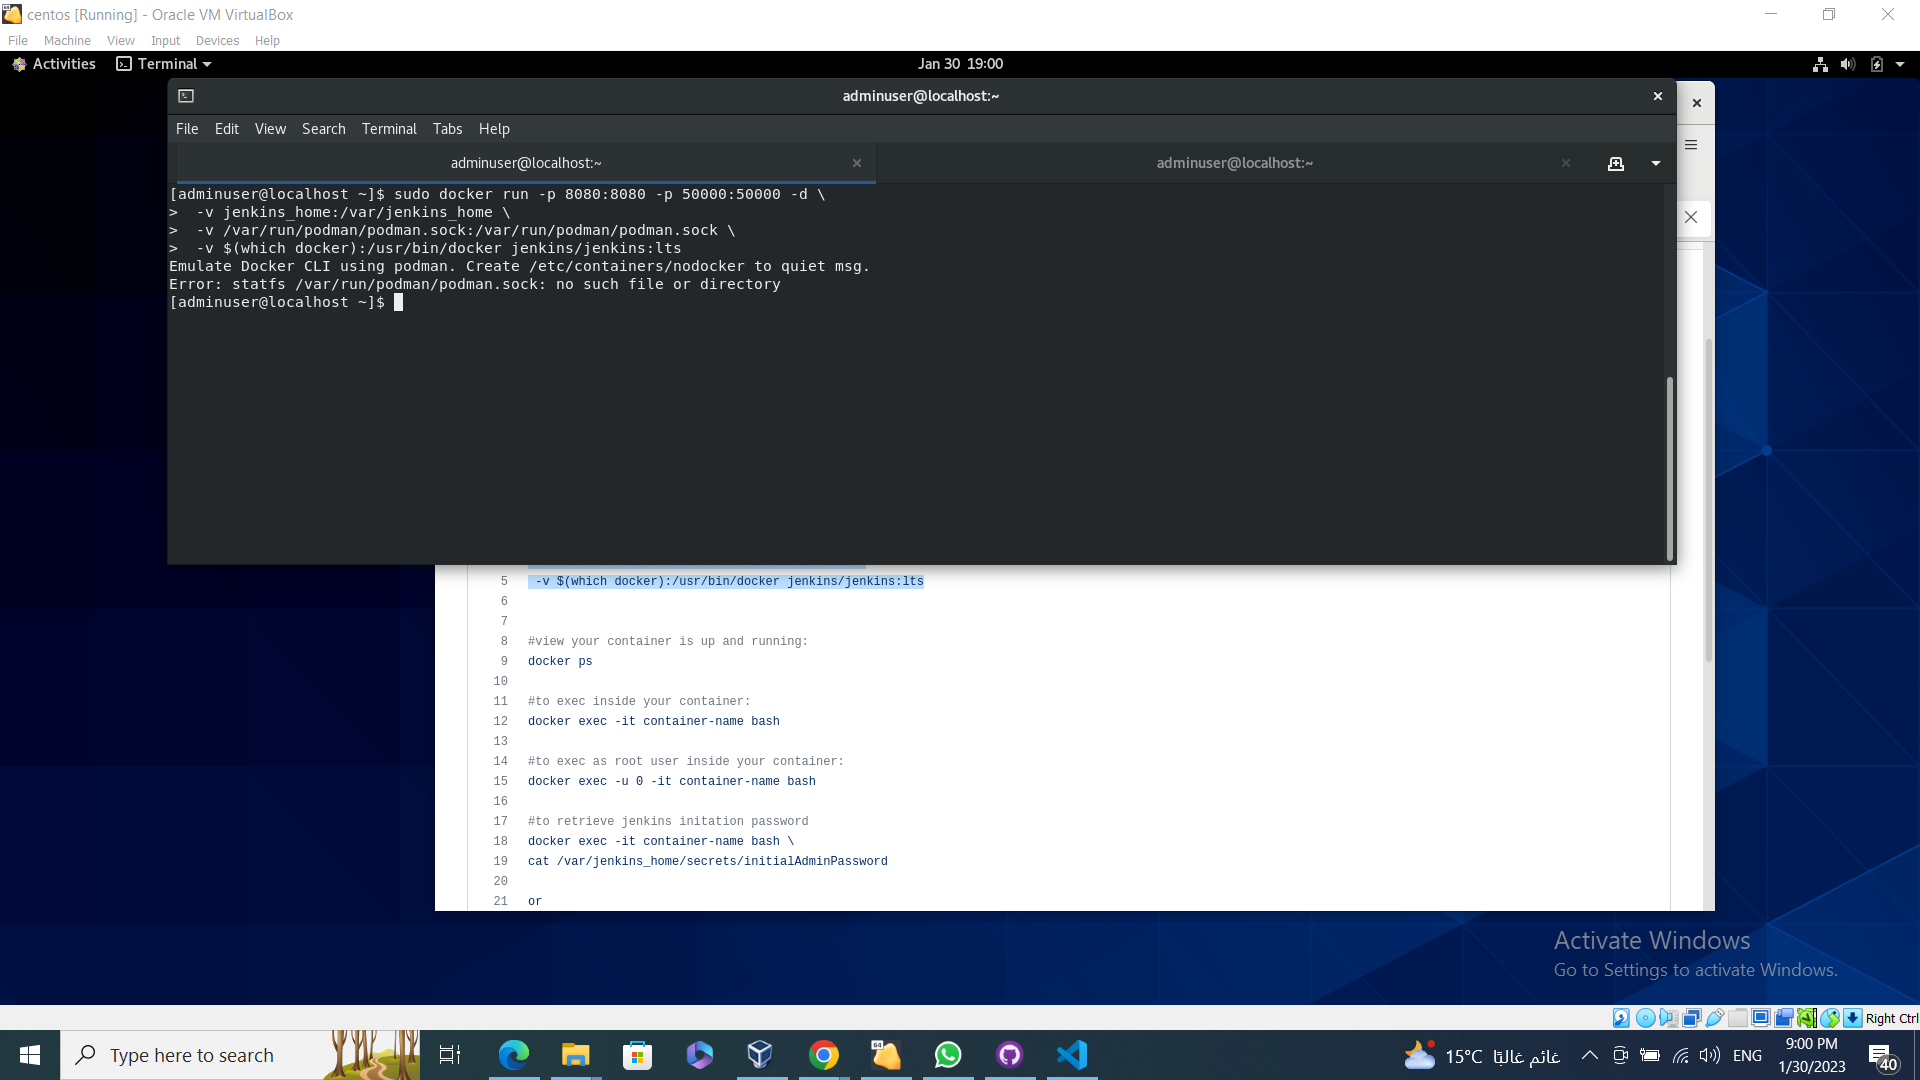 centos [Running] - Oracle VM VirtualBox
File Machine View Input Devices Help
Activities Terminal Jan 30 19:00
adminuser@localhost:~
File Edit View Search Terminal Tabs Help
adminuser@localhost:~ adminuser@localhost:~
[adminuser@localhost ~]$ sudo docker run -p 8080:8080 -p 50000:50000 -d \
> -v jenkins_home:/var/jenkins_home \
> -v /var/run/podman/podman.sock:/var/run/podman/podman.sock \
> -v $(which docker):/usr/bin/docker jenkins/jenkins:lts
Emulate Docker CLI using podman. Create /etc/containers/nodocker to quiet msg.
Error: statfs /var/run/podman/podman.sock: no such file or directory
[adminuser@localhost ~]$
5 -v $(which docker):/usr/bin/docker jenkins/jenkins:lts
6
7
8 #view your container is up and running:
9 docker ps
10
11 #to exec inside your container:
12 docker exec -it container-name bash
13
14 #to exec as root user inside your container:
15 docker exec -u 0 -it container-name bash
16
17 #to retrieve jenkins initation password
18 docker exec -it container-name bash \
19 cat /var/jenkins_home/secrets/initialAdminPassword
20
21 or
Activate Windows
Go to Settings to activate Windows.
Right Ctrl
Type here to search
64
15°C غائم غالبًا
ENG
9:00 PM
1/30/2023
40